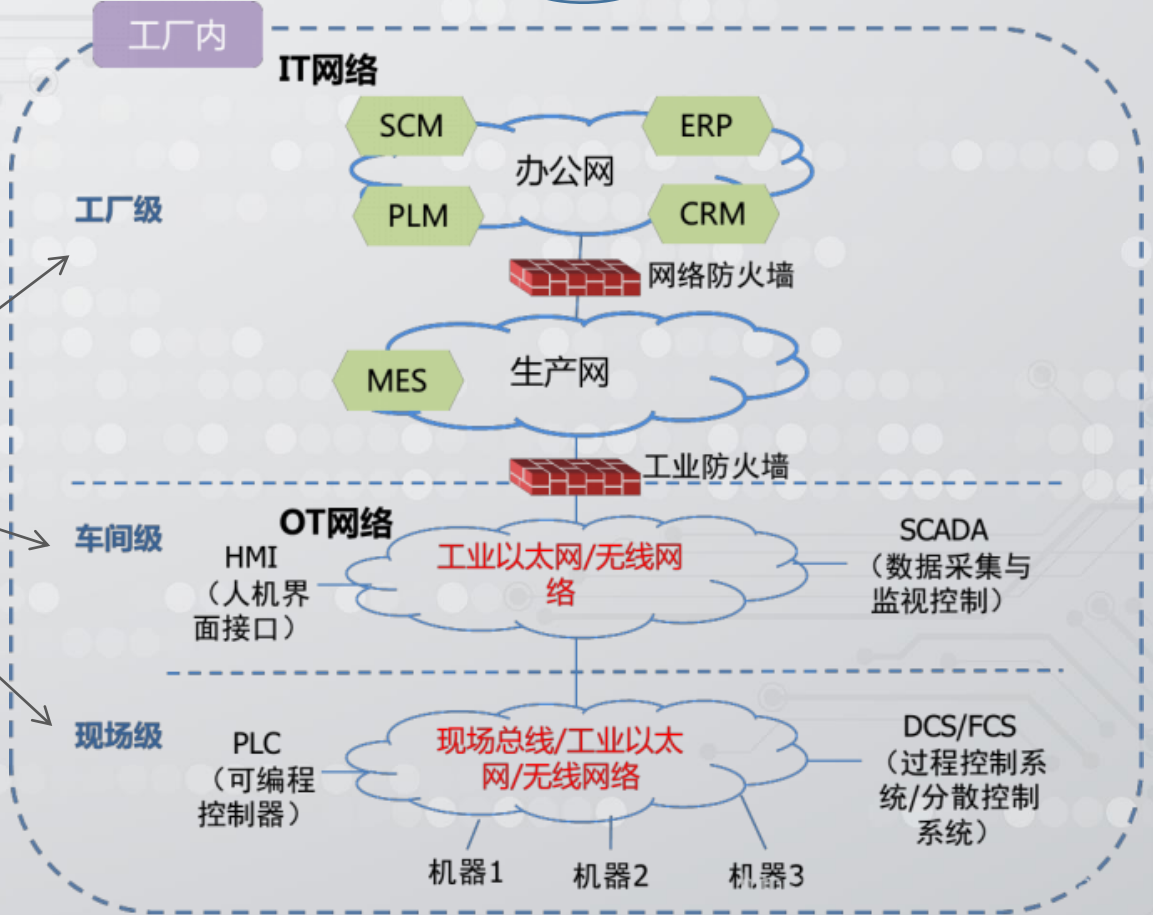 工厂内
IT网络
SCM
ERP
办公网
工厂级
PLM
CRM
网络防火墙
MES
生产网
工业防火墙
OT网络
车间级
HMI
（人机界
面接口）
工业以太网/无线网
络
SCADA
（数据采集与
监视控制）
现场级
PLC
（可编程
控制器）
现场总线/工业以太
网/无线网络
DCS/FCS
（过程控制系
统/分散控制
系统）
机器1
机器2
机器3